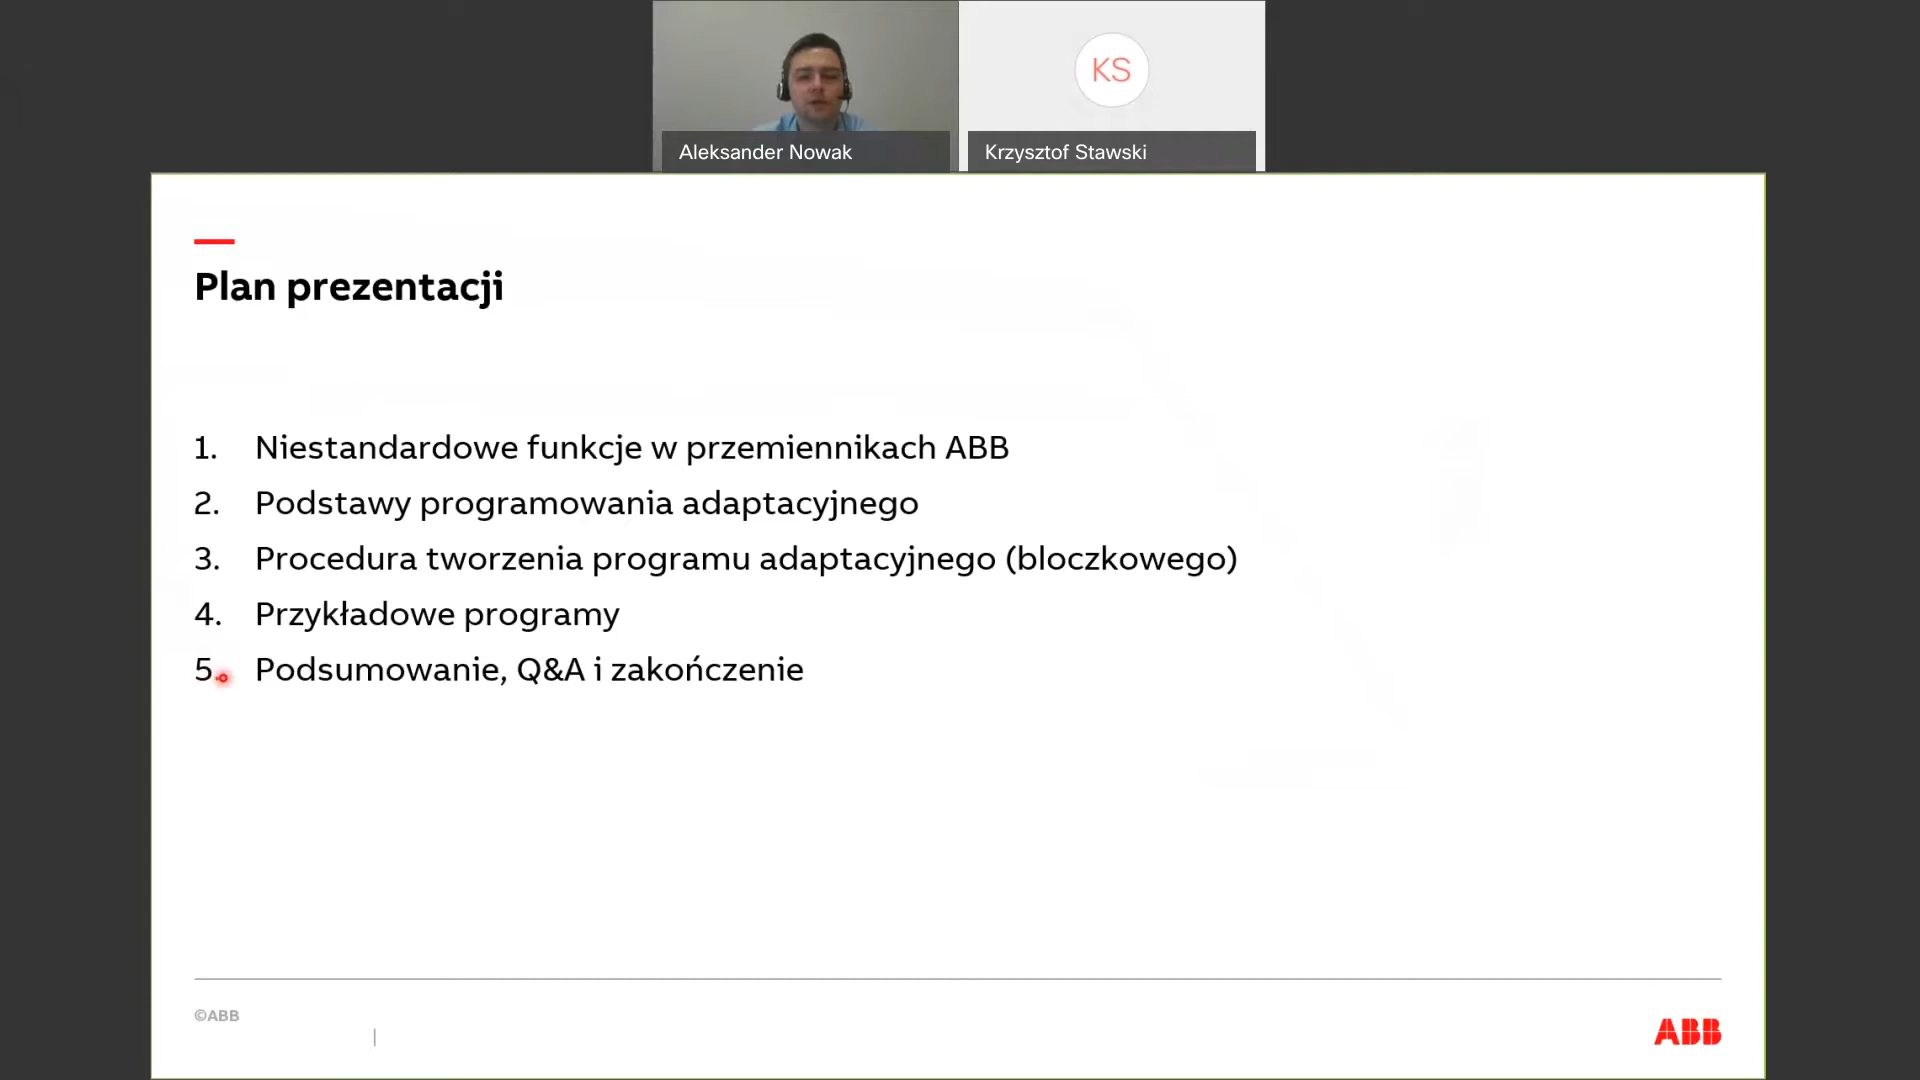 KS
Aleksander Nowak
Krzysztof Stawski
Plan prezentacji
1. Niestandardowe funkcje w przemiennikach ABB
2. Podstawy programowania adaptacyjnego
3. Procedura tworzenia programu adaptacyjnego (bloczkowego)
4. Przykładowe programy
5. Podsumowanie, Q&A i zakończenie
©ABB
|
ABB